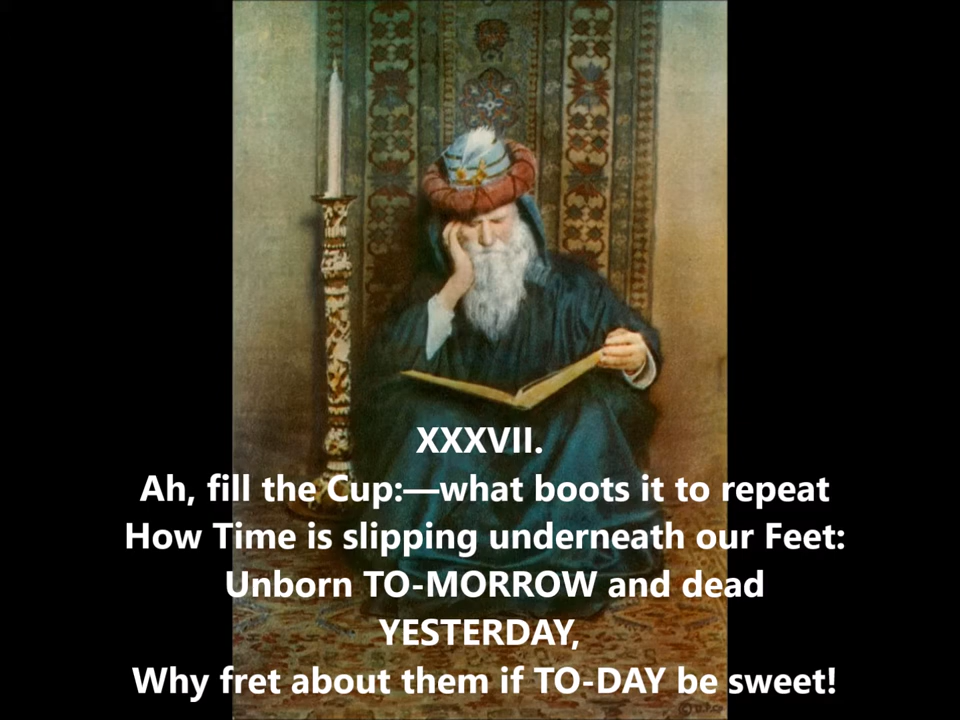 XXXVII.
Ah, fill the Cup:—what boots it to repeat
How Time is slipping underneath our Feet:
Unborn TO-MORROW and dead
YESTERDAY,
Why fret about them if TO-DAY be sweet!